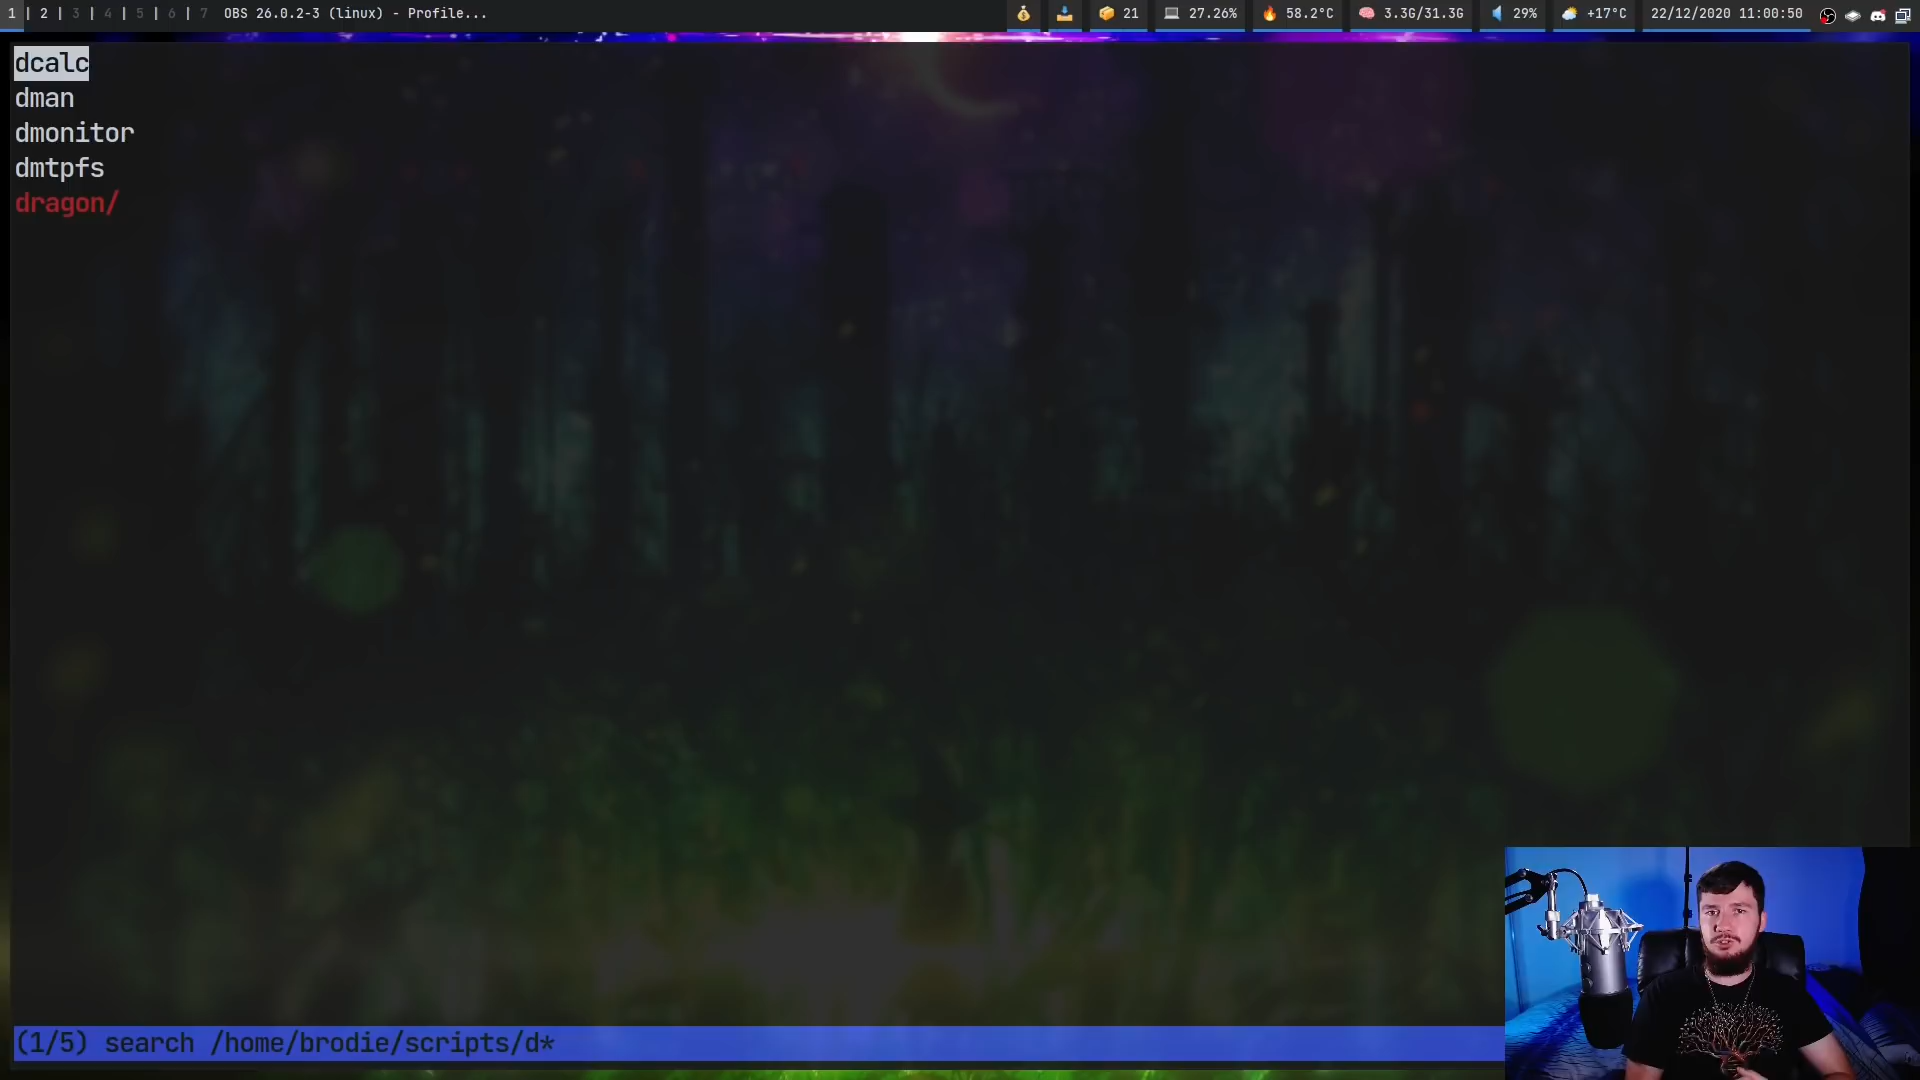 1 | 2 | 3 | 4 | 5 | 6 | 7 OBS 26.0.2-3 (linux) - Profile... 21 27.26% 58.2°C 3.3G/31.3G 29% +17°C 22/12/2020 11:00:50
dcalc
dman
dmonitor
dmtpfs
dragon/
(1/5) search /home/brodie/scripts/d*